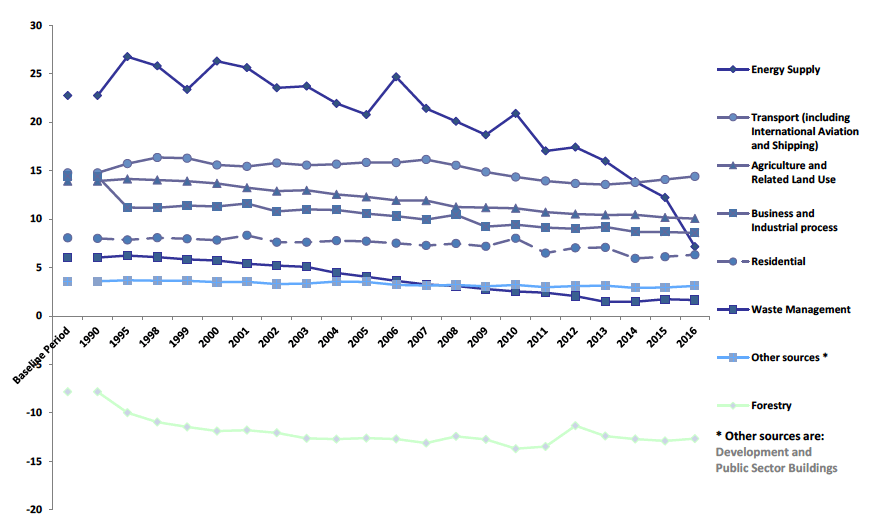 30
25
20
15
10
5
0
-5
-10
-15
-20
Baseline Period
1990
1995
1998
1999
2000
2001
2002
2003
2004
2005
2006
2007
2008
2009
2010
2011
2012
2013
2014
2015
2016
Energy Supply
Transport (including
International Aviation
and Shipping)
Agriculture and
Related Land Use
Business and
Industrial process
Residential
Waste Management
Other sources *
Forestry
* Other sources are:
Development and
Public Sector Buildings